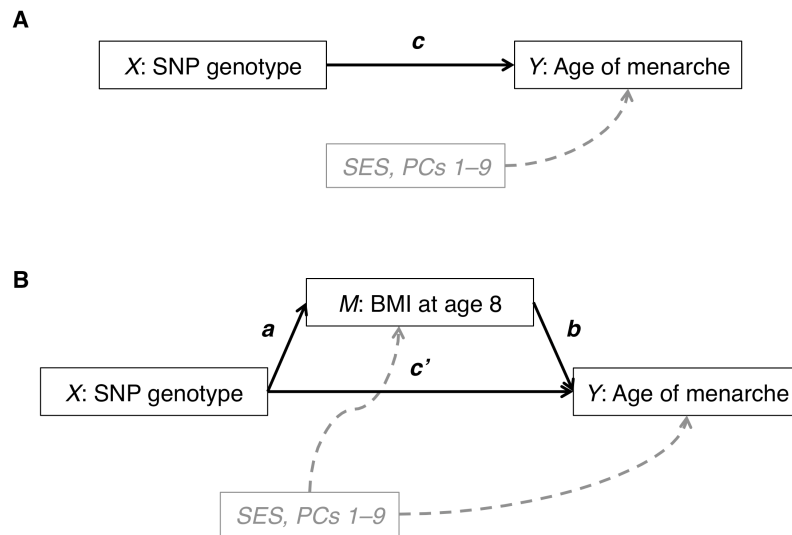 A
c
X: SNP genotype
Y: Age of menarche
SES, PCs 1–9
B
M: BMI at age 8
a
b
c’
X: SNP genotype
Y: Age of menarche
SES, PCs 1–9